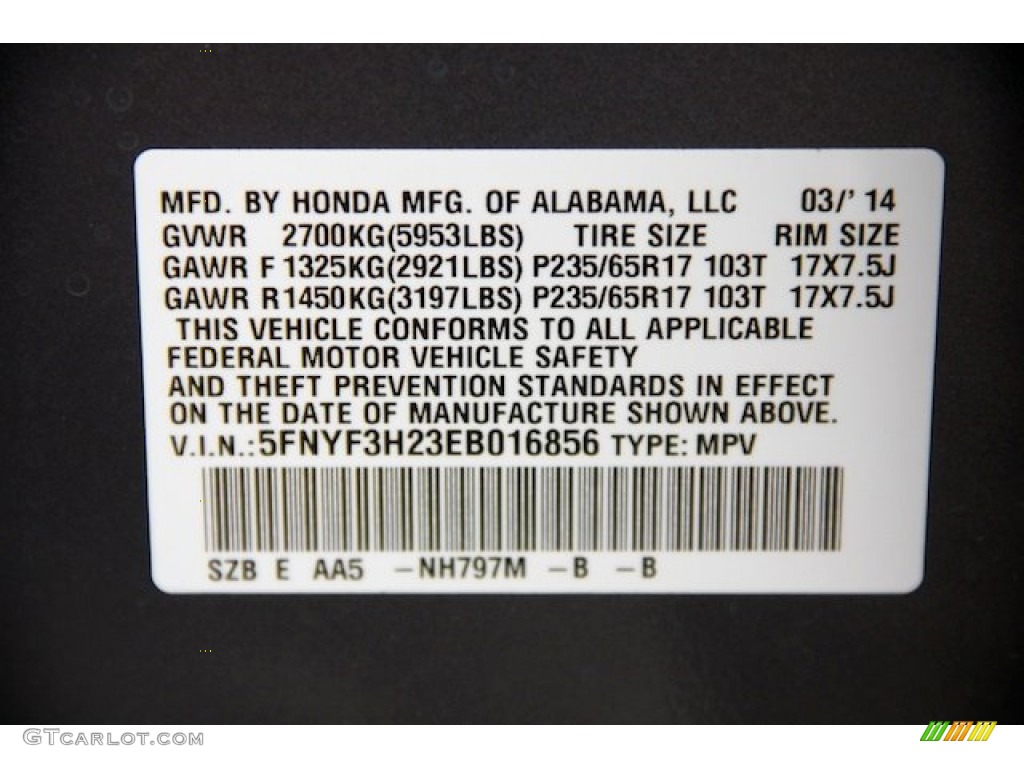 MFD. BY HONDA MFG. OF ALABAMA, LLC 03/' 14
GVWR 2700KG(5953LBS) TIRE SIZE RIM SIZE
GAWR F 1325KG(2921LBS) P235/65R17 103T 17X7.5J
GAWR R1450KG(3197LBS) P235/65R17 103T 17X7.5J
THIS VEHICLE CONFORMS TO ALL APPLICABLE
FEDERAL MOTOR VEHICLE SAFETY
AND THEFT PREVENTION STANDARDS IN EFFECT
ON THE DATE OF MANUFACTURE SHOWN ABOVE.
V.I.N.: 5FNYF3H23EB016856 TYPE: MPV
SZB E AA5 -NH797M -B -B
GTCARLOT.COM